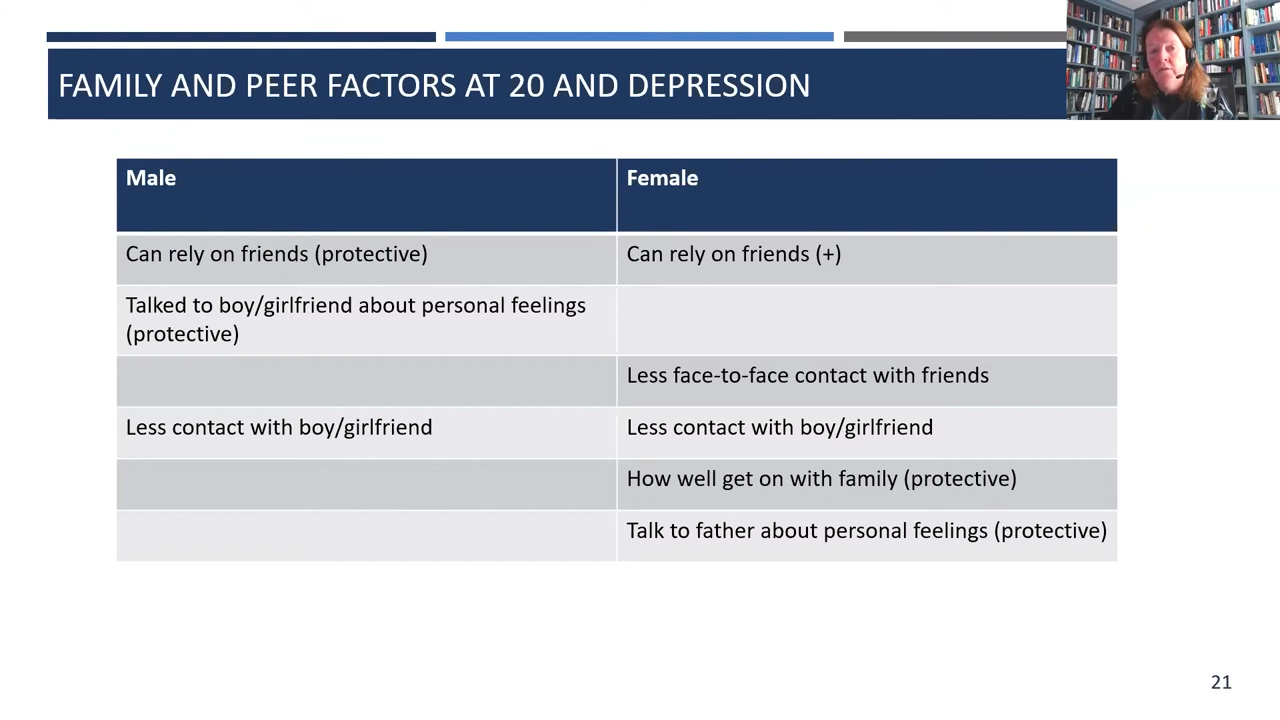 FAMILY AND PEER FACTORS AT 20 AND DEPRESSION
Male
Female
Can rely on friends (protective)
Can rely on friends (+)
Talked to boy/girlfriend about personal feelings
(protective)
Less face-to-face contact with friends
Less contact with boy/girlfriend
Less contact with boy/girlfriend
How well get on with family (protective)
Talk to father about personal feelings (protective)
21